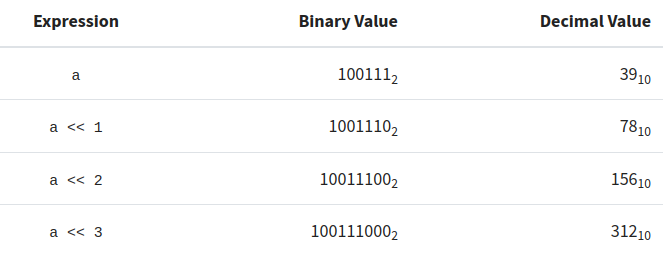 Expression Binary Value Decimal Value
a 100111₂ 39₁₀
a << 1 1001110₂ 78₁₀
a << 2 10011100₂ 156₁₀
a << 3 100111000₂ 312₁₀